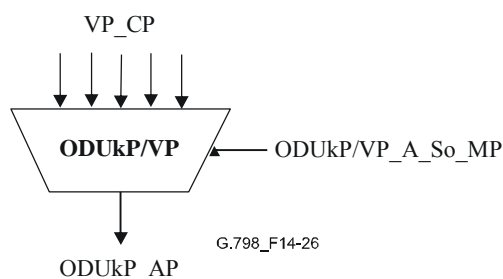 VP_CP
ODUkP/VP
ODUkP/VP_A_So_MP
G.798_F14-26
ODUkP_AP